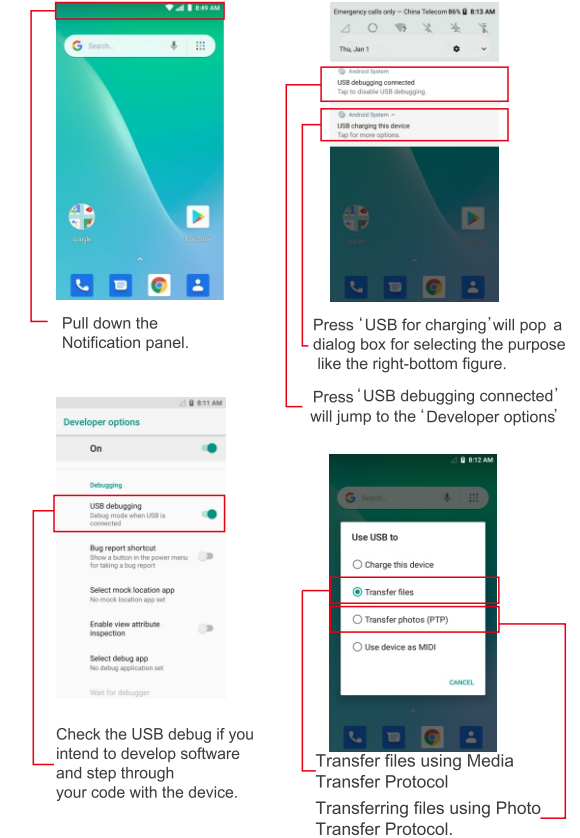 8:49 AM
Search...
Google
Play Store
Pull down the
Notification panel.
Emergency calls only — China Telecom 86% 8:13 AM
Thu, Jan 1
Android System
USB debugging connected
Tap to disable USB debugging.
Android System
USB charging this device
Tap for more options.
Google
Press ‘USB for charging’will pop a
dialog box for selecting the purpose
like the right-bottom figure.
Press ‘USB debugging connected’
will jump to the ‘Developer options’
8:11 AM
Developer options
On
Debugging
USB debugging
Debug mode when USB is
connected
Bug report shortcut
Show a button in the power menu
for taking a bug report
Select mock location app
No mock location app set
Enable view attribute
inspection
Select debug app
No debug application set
Wait for debugger
Check the USB debug if you
intend to develop software
and step through
your code with the device.
8:12 AM
Search...
Use USB to
Charge this device
Transfer files
Transfer photos (PTP)
Use device as MIDI
CANCEL
Transfer files using Media
Transfer Protocol
Transferring files using Photo
Transfer Protocol.